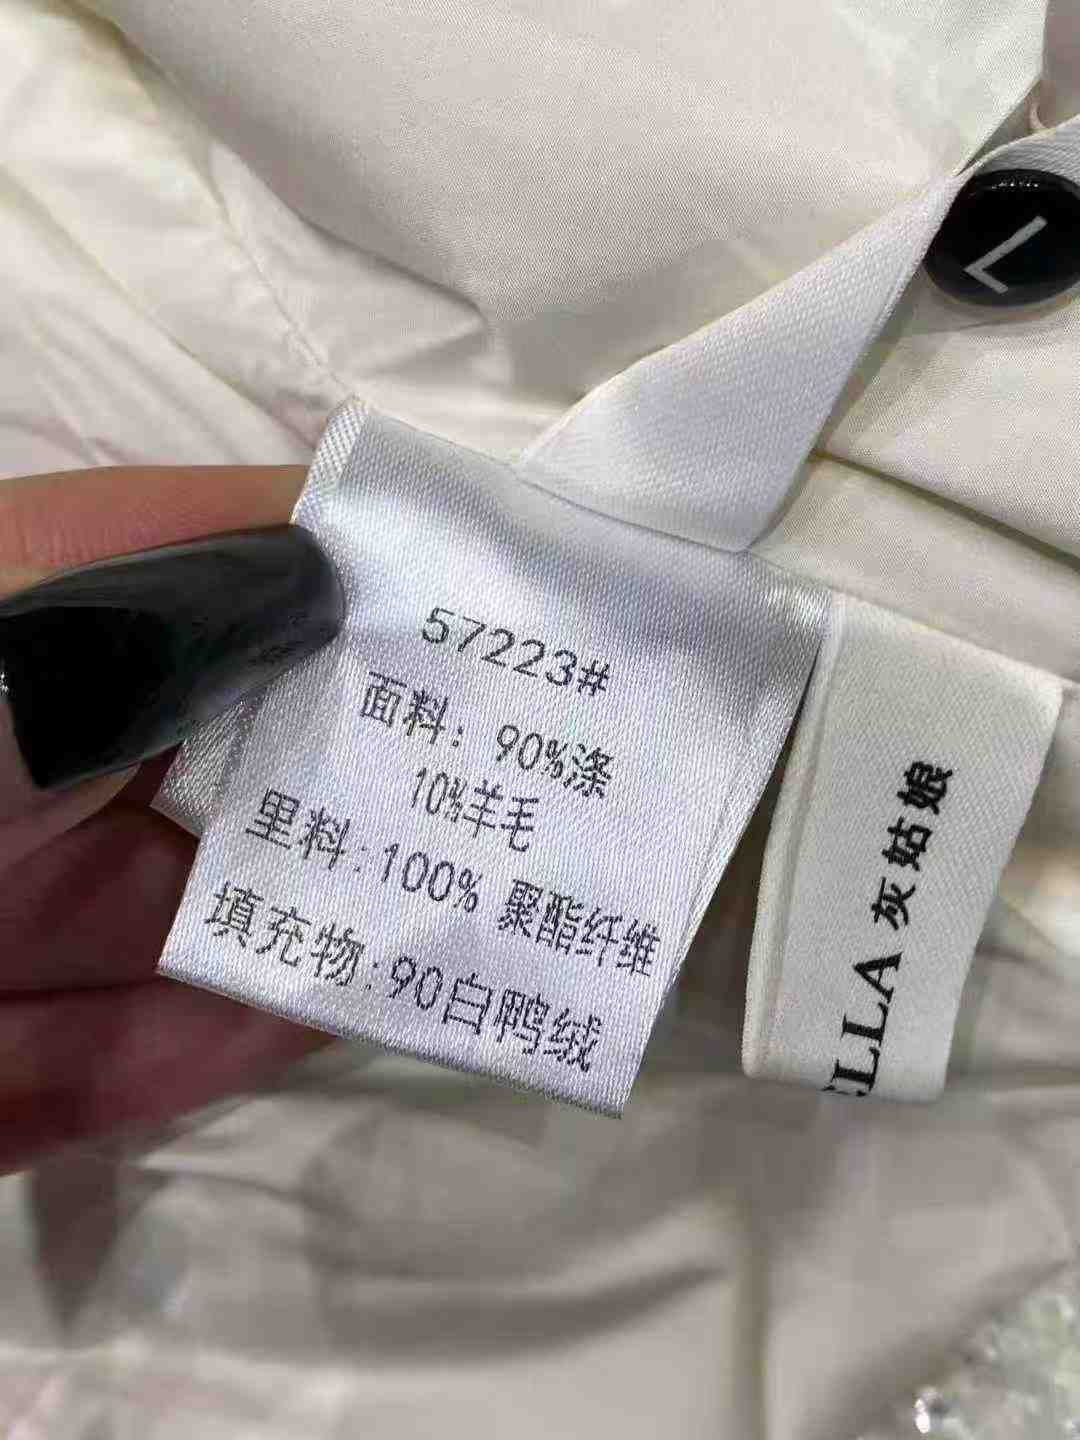 L
57223#
面料: 90%涤
10%羊毛
里料:100% 聚酯纤维
填充物:90白鸭绒
ELLA 灰姑娘